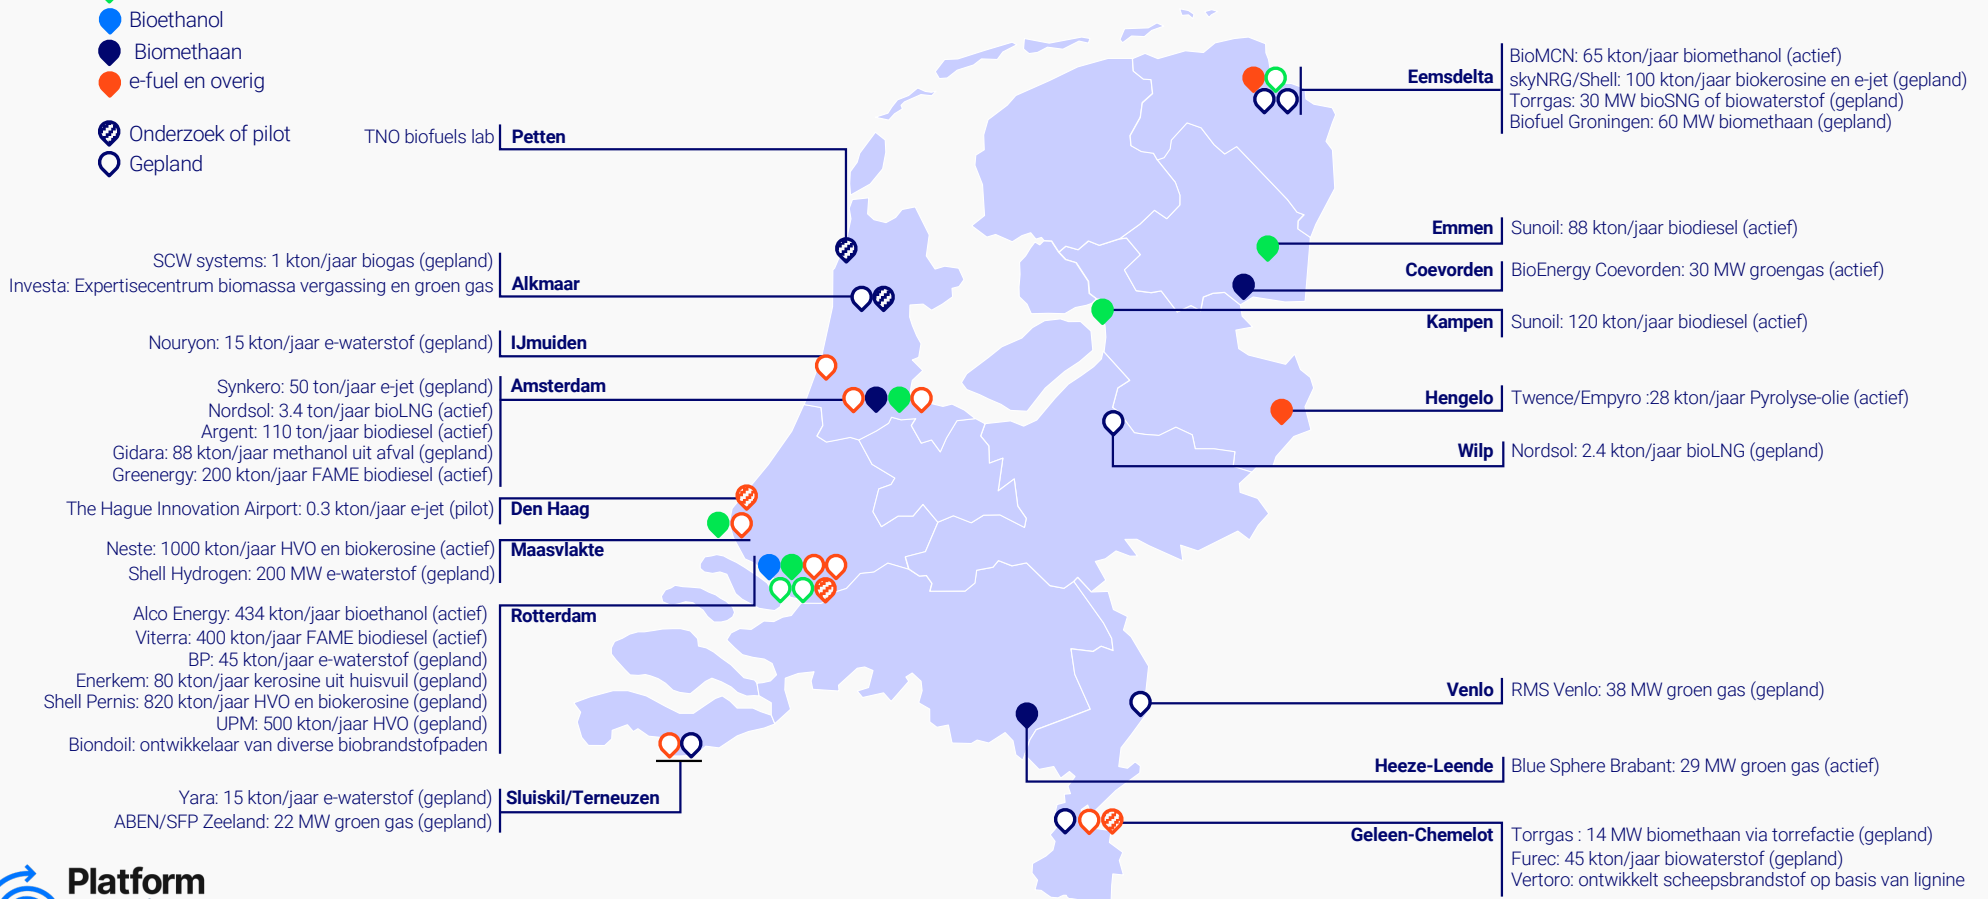 Bioethanol
Biomethaan
e-fuel en overig
Onderzoek of pilot
Gepland
TNO biofuels lab
Petten
SCW systems: 1 kton/jaar biogas (gepland)
Investa: Expertisecentrum biomassa vergassing en groen gas
Alkmaar
Nouryon: 15 kton/jaar e-waterstof (gepland)
IJmuiden
Synkero: 50 ton/jaar e-jet (gepland)
Nordsol: 3.4 ton/jaar bioLNG (actief)
Argent: 110 ton/jaar biodiesel (actief)
Gidara: 88 kton/jaar methanol uit afval (gepland)
Greenergy: 200 kton/jaar FAME biodiesel (actief)
Amsterdam
The Hague Innovation Airport: 0.3 kton/jaar e-jet (pilot)
Den Haag
Neste: 1000 kton/jaar HVO en biokerosine (actief)
Shell Hydrogen: 200 MW e-waterstof (gepland)
Maasvlakte
Alco Energy: 434 kton/jaar bioethanol (actief)
Viterra: 400 kton/jaar FAME biodiesel (actief)
BP: 45 kton/jaar e-waterstof (gepland)
Enerkem: 80 kton/jaar kerosine uit huisvuil (gepland)
Shell Pernis: 820 kton/jaar HVO en biokerosine (gepland)
UPM: 500 kton/jaar HVO (gepland)
Biondoil: ontwikkelaar van diverse biobrandstofpaden
Rotterdam
Yara: 15 kton/jaar e-waterstof (gepland)
ABEN/SFP Zeeland: 22 MW groen gas (gepland)
Sluiskil/Terneuzen
Platform
Eemsdelta
BioMCN: 65 kton/jaar biomethanol (actief)
skyNRG/Shell: 100 kton/jaar biokerosine en e-jet (gepland)
Torrgas: 30 MW bioSNG of biowaterstof (gepland)
Biofuel Groningen: 60 MW biomethaan (gepland)
Emmen
Sunoil: 88 kton/jaar biodiesel (actief)
Coevorden
BioEnergy Coevorden: 30 MW groengas (actief)
Kampen
Sunoil: 120 kton/jaar biodiesel (actief)
Hengelo
Twence/Empyro :28 kton/jaar Pyrolyse-olie (actief)
Wilp
Nordsol: 2.4 kton/jaar bioLNG (gepland)
Venlo
RMS Venlo: 38 MW groen gas (gepland)
Heeze-Leende
Blue Sphere Brabant: 29 MW groen gas (actief)
Geleen-Chemelot
Torrgas : 14 MW biomethaan via torrefactie (gepland)
Furec: 45 kton/jaar biowaterstof (gepland)
Vertoro: ontwikkelt scheepsbrandstof op basis van lignine